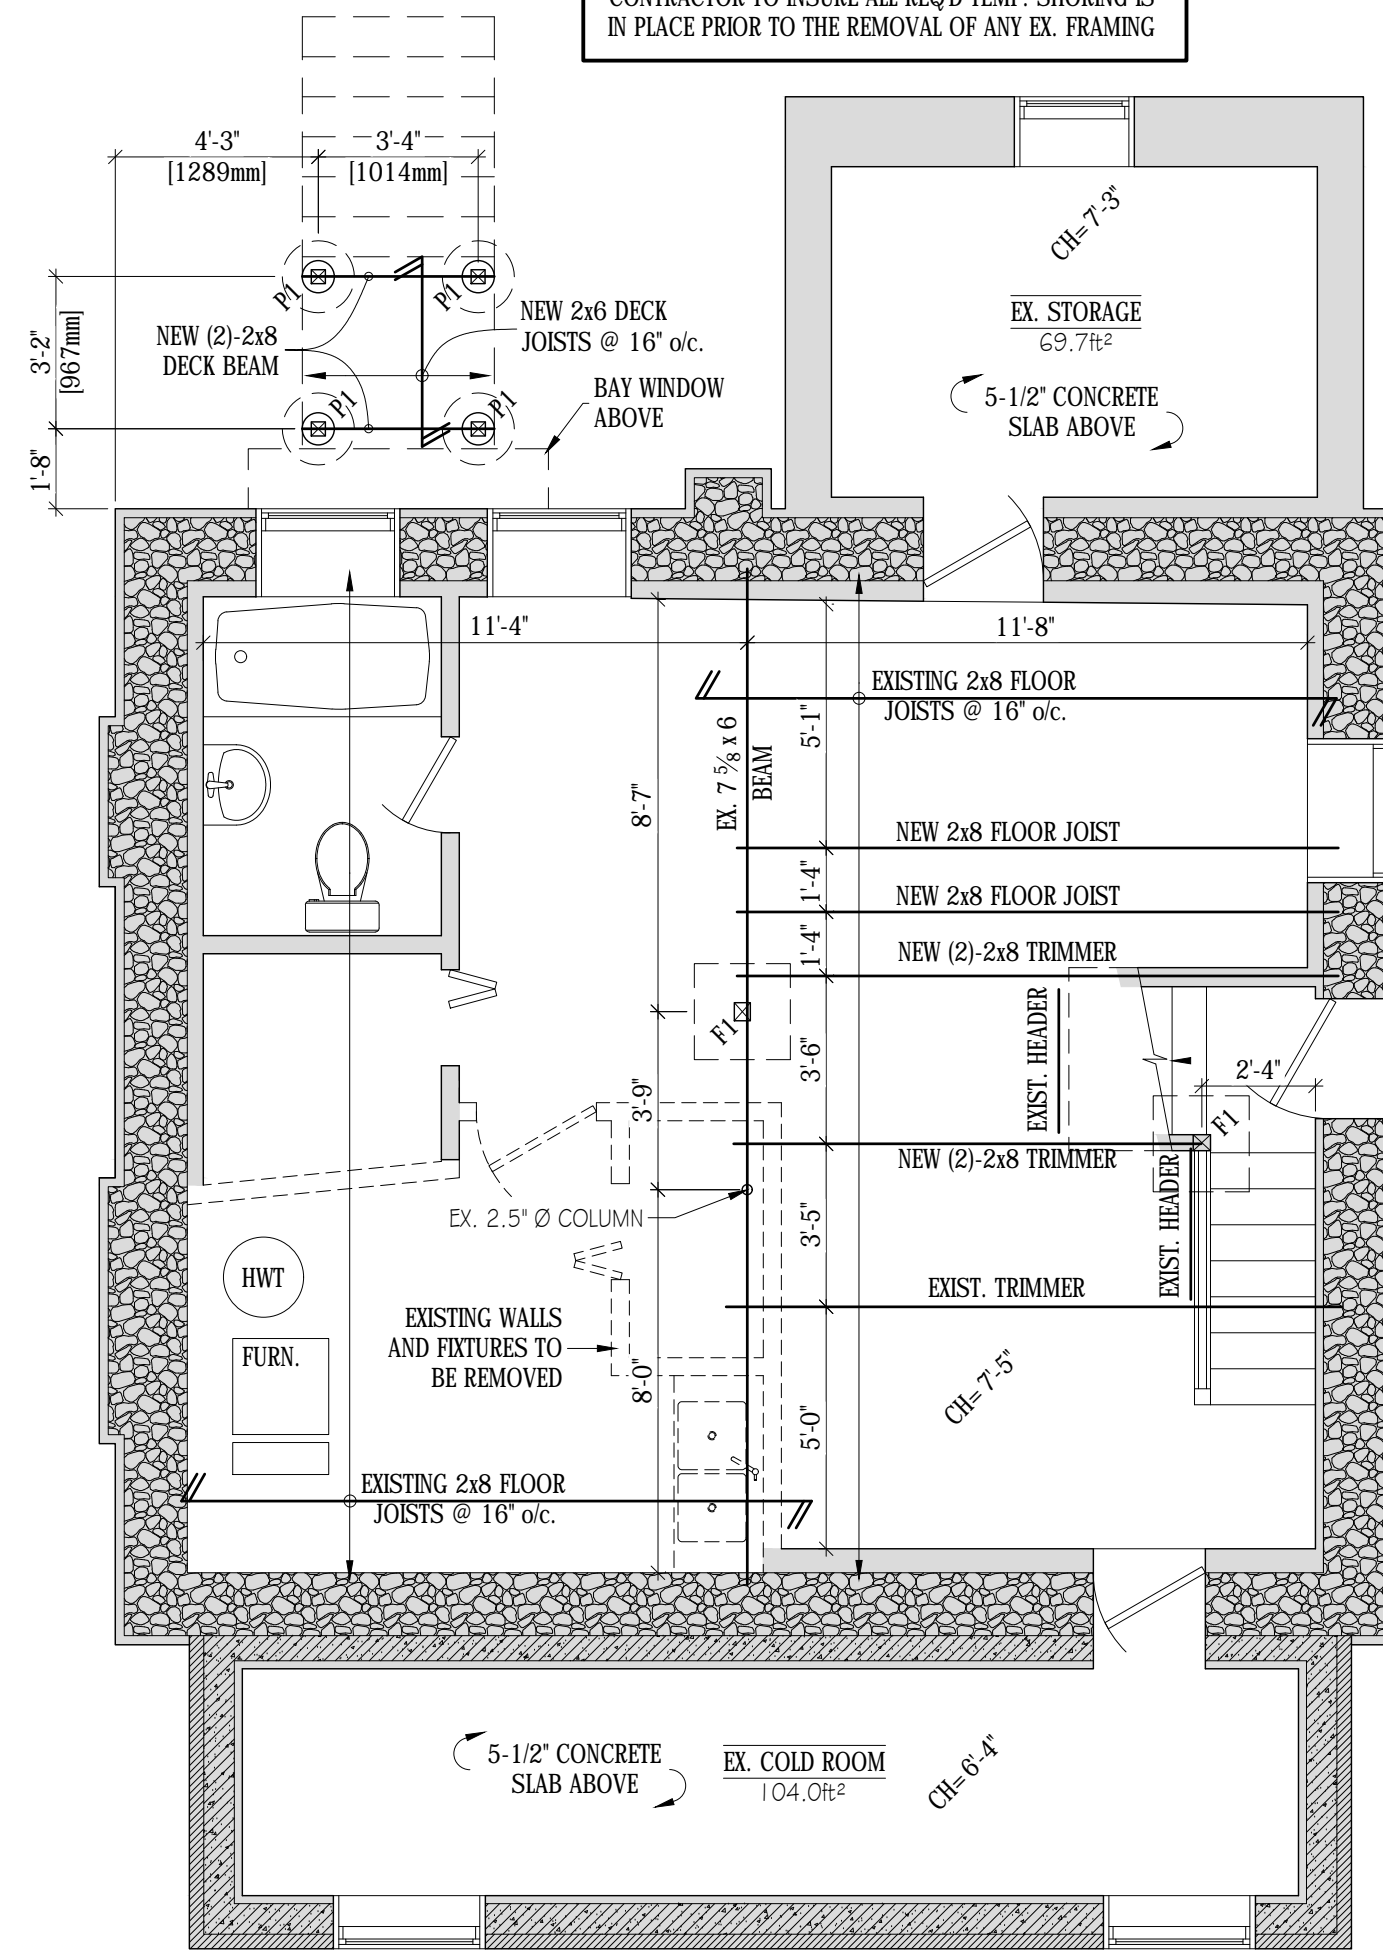 CONTRACTOR TO INSURE ALL REQ'D TEMP. SHORING IS
IN PLACE PRIOR TO THE REMOVAL OF ANY EX. FRAMING
4'-3"
[1289mm]
3'-4"
[1014mm]
CH= 7'-3"
P1
P1
NEW (2)-2x8
DECK BEAM
NEW 2x6 DECK
JOISTS @ 16" o/c.
3'-2"
[967mm]
EX. STORAGE
69.7ft²
BAY WINDOW
ABOVE
P1
P1
5-1/2" CONCRETE
SLAB ABOVE
1'-8"
11'-4"
11'-8"
EXISTING 2x8 FLOOR
JOISTS @ 16" o/c.
5'-1"
EX. 7 5/8 x 6
BEAM
8'-7"
NEW 2x8 FLOOR JOIST
1'-4"
NEW 2x8 FLOOR JOIST
1'-4"
NEW (2)-2x8 TRIMMER
F1
EXIST. HEADER
3'-6"
2'-4"
3'-9"
F1
NEW (2)-2x8 TRIMMER
EX. 2.5" Ø COLUMN
3'-5"
EXIST. HEADER
HWT
EXIST. TRIMMER
EXISTING WALLS
AND FIXTURES TO
BE REMOVED
FURN.
8'-0"
CH= 7'-5"
5'-0"
EXISTING 2x8 FLOOR
JOISTS @ 16" o/c.
5-1/2" CONCRETE
SLAB ABOVE
EX. COLD ROOM
104.0ft²
CH= 6'-4"